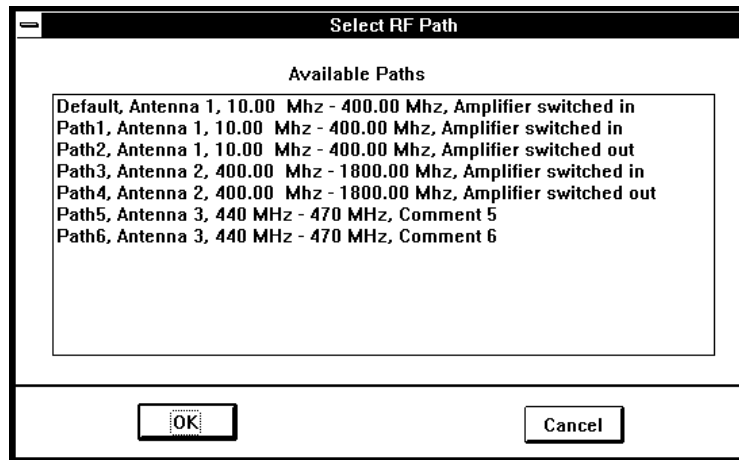 Select RF Path
Available Paths
Default, Antenna 1, 10.00  Mhz - 400.00 Mhz, Amplifier switched in
Path1, Antenna 1, 10.00  Mhz - 400.00 Mhz, Amplifier switched in
Path2, Antenna 1, 10.00  Mhz - 400.00 Mhz, Amplifier switched out
Path3, Antenna 2, 400.00  Mhz - 1800.00 Mhz, Amplifier switched in
Path4, Antenna 2, 400.00  Mhz - 1800.00 Mhz, Amplifier switched out
Path5, Antenna 3, 440 MHz - 470 MHz, Comment 5
Path6, Antenna 3, 440 MHz - 470 MHz, Comment 6
OK
Cancel